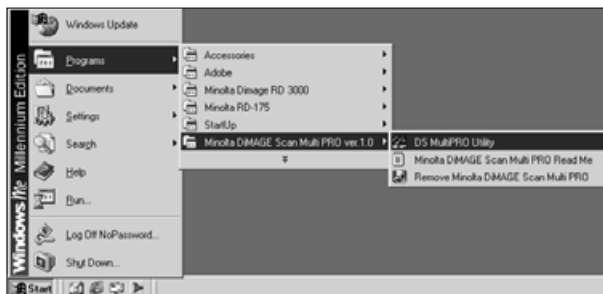 Windows Update
Programs
Documents
Settings
Search
Help
Run...
Log Off NoPassword...
Shut Down...
Windows Me Millennium Edition
Start
Accessories
Adobe
Minolta Dimage RD 3000
Minolta RD-175
StartUp
Minolta DiMAGE Scan Multi PRO ver.1.0
DS MultiPRO Utility
Minolta DiMAGE Scan Multi PRO Read Me
Remove Minolta DiMAGE Scan Multi PRO